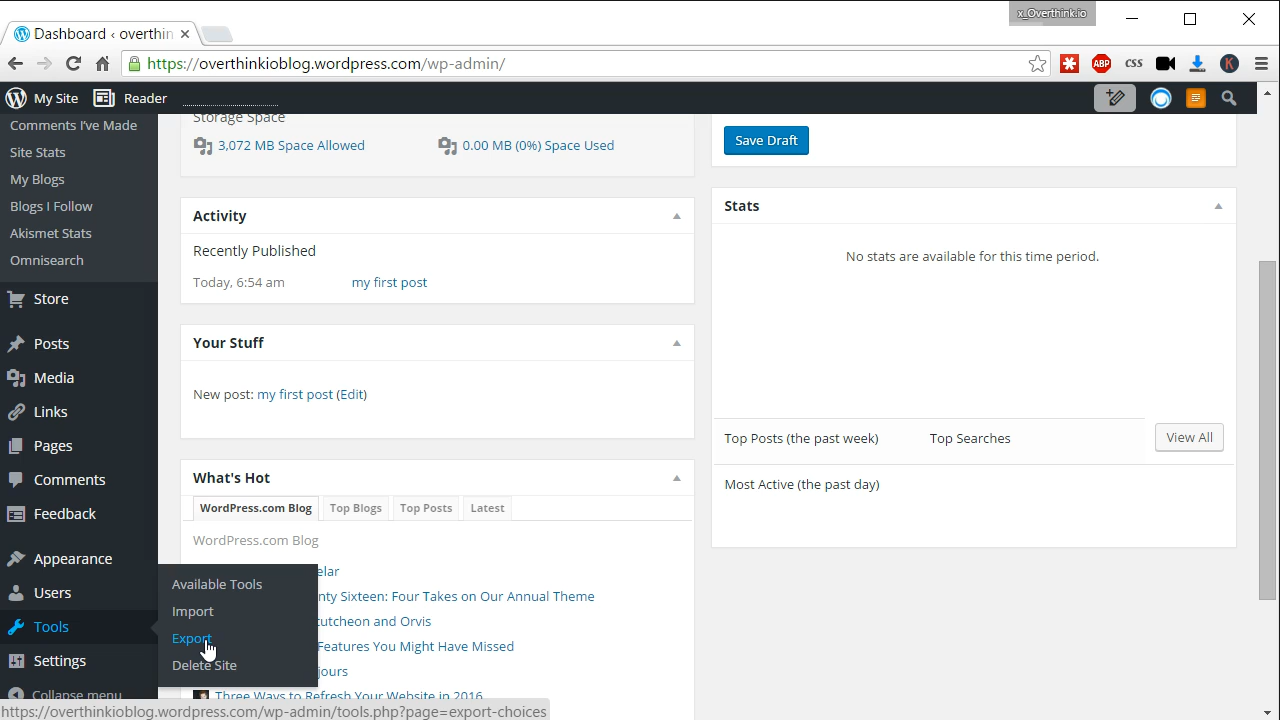 x_Overthink.io
Dashboard ‹ overthin
https://overthinkioblog.wordpress.com/wp-admin/
ABP
CSS
K
My Site
Reader
Comments I've Made
Site Stats
My Blogs
Blogs I Follow
Akismet Stats
Omnisearch
Store
Posts
Media
Links
Pages
Comments
Feedback
Appearance
Users
Tools
Settings
Collapse menu
Available Tools
Import
Export
Delete Site
Storage Space
3,072 MB Space Allowed
0.00 MB (0%) Space Used
Activity
Recently Published
Today, 6:54 am
my first post
Your Stuff
New post: my first post (Edit)
What's Hot
WordPress.com Blog
Top Blogs
Top Posts
Latest
WordPress.com Blog
elar
nty Sixteen: Four Takes on Our Annual Theme
cutcheon and Orvis
Features You Might Have Missed
jours
Three Ways to Refresh Your Website in 2016
Save Draft
Stats
No stats are available for this time period.
Top Posts (the past week)
Top Searches
View All
Most Active (the past day)
https://overthinkioblog.wordpress.com/wp-admin/tools.php?page=export-choices